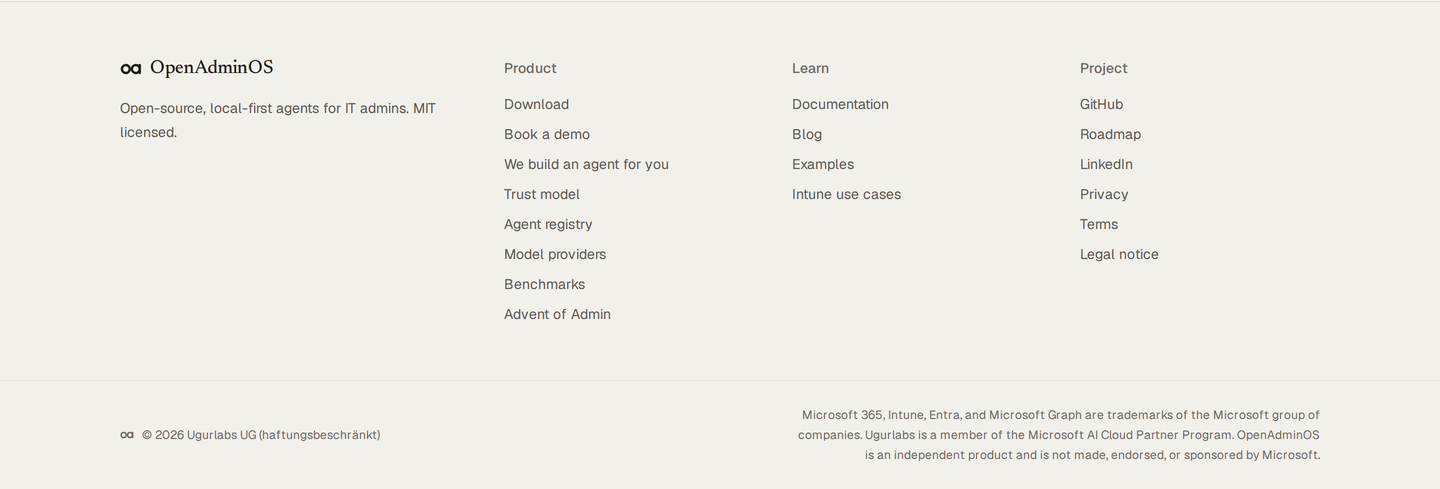 oa OpenAdminOS
Open-source, local-first agents for IT admins. MIT
licensed.
Product
Download
Book a demo
We build an agent for you
Trust model
Agent registry
Model providers
Benchmarks
Advent of Admin
Learn
Documentation
Blog
Examples
Intune use cases
Project
GitHub
Roadmap
LinkedIn
Privacy
Terms
Legal notice
oa © 2026 Ugurlabs UG (haftungsbeschränkt)
Microsoft 365, Intune, Entra, and Microsoft Graph are trademarks of the Microsoft group of
companies. Ugurlabs is a member of the Microsoft AI Cloud Partner Program. OpenAdminOS
is an independent product and is not made, endorsed, or sponsored by Microsoft.